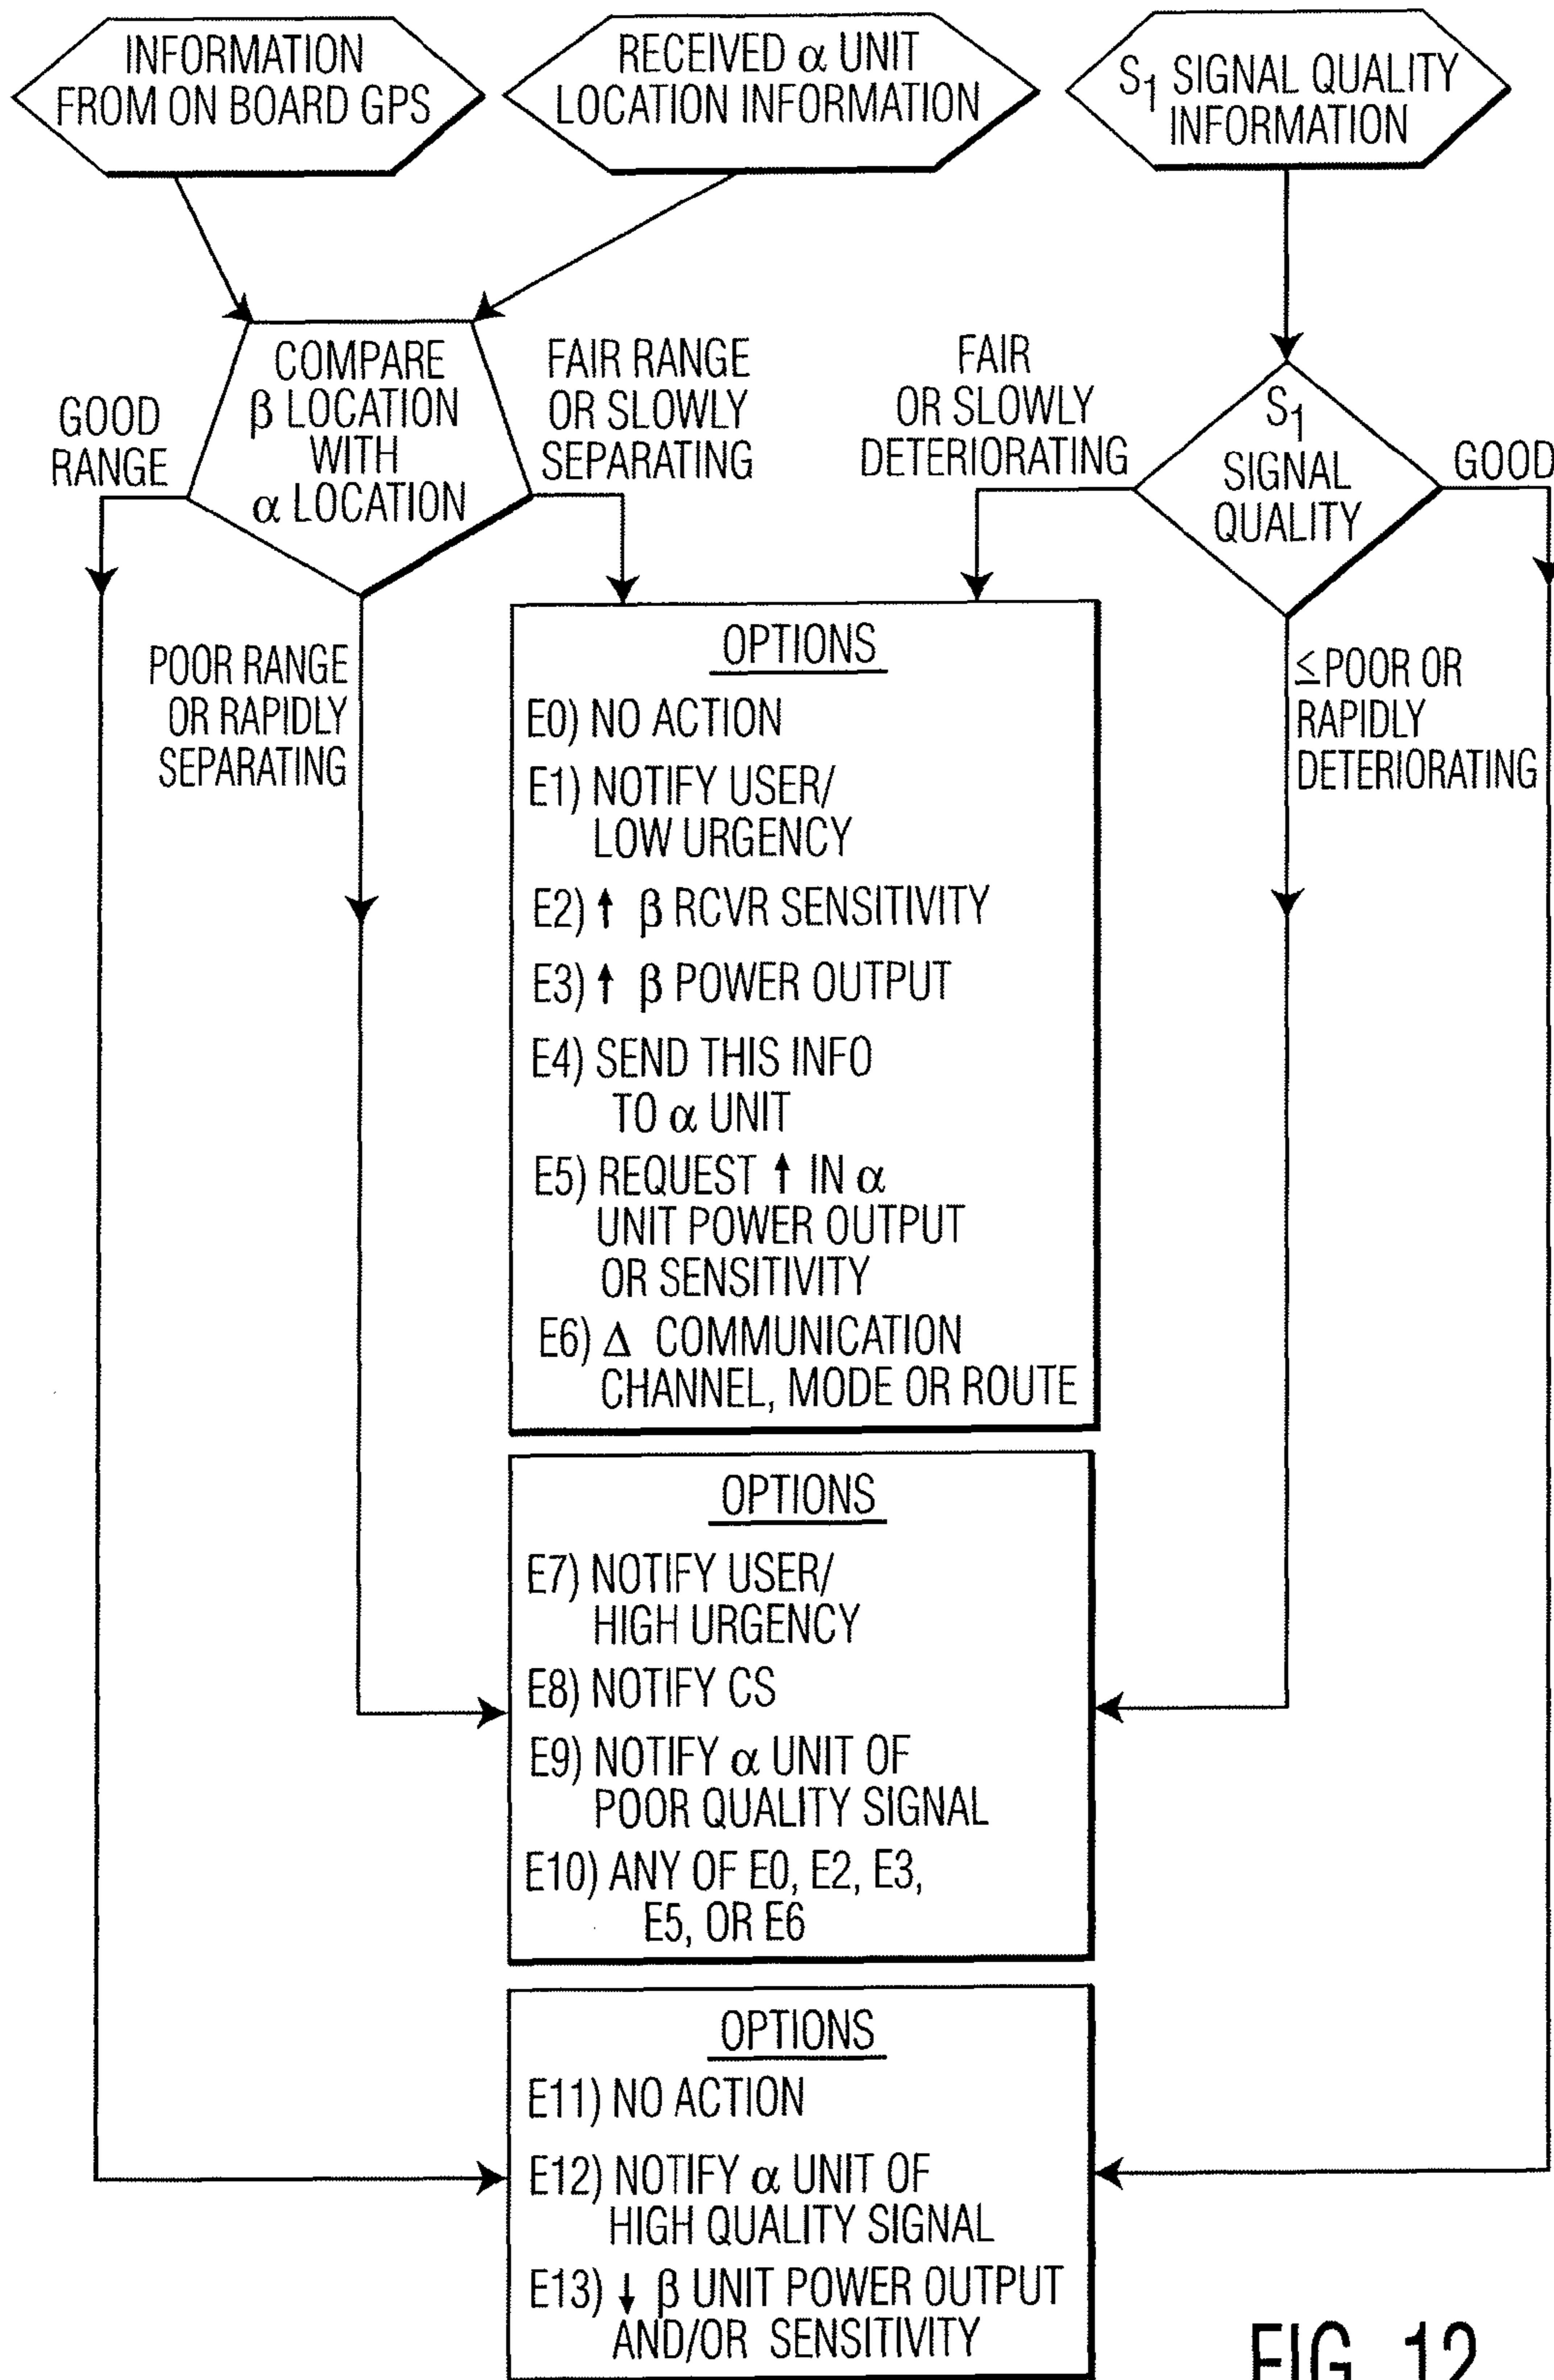 INFORMATION
FROM ON BOARD GPS
RECEIVED α UNIT
LOCATION INFORMATION
S1 SIGNAL QUALITY
INFORMATION
COMPARE
β LOCATION
WITH
α LOCATION
GOOD
RANGE
FAIR RANGE
OR SLOWLY
SEPARATING
POOR RANGE
OR RAPIDLY
SEPARATING
FAIR
OR SLOWLY
DETERIORATING
S1
SIGNAL
QUALITY
GOOD
≤POOR OR
RAPIDLY
DETERIORATING
OPTIONS
E0) NO ACTION
E1) NOTIFY USER/
LOW URGENCY
E2) ↑ β RCVR SENSITIVITY
E3) ↑ β POWER OUTPUT
E4) SEND THIS INFO
TO α UNIT
E5) REQUEST ↑ IN α
UNIT POWER OUTPUT
OR SENSITIVITY
E6) Δ COMMUNICATION
CHANNEL, MODE OR ROUTE
OPTIONS
E7) NOTIFY USER/
HIGH URGENCY
E8) NOTIFY CS
E9) NOTIFY α UNIT OF
POOR QUALITY SIGNAL
E10) ANY OF E0, E2, E3,
E5, OR E6
OPTIONS
E11) NO ACTION
E12) NOTIFY α UNIT OF
HIGH QUALITY SIGNAL
E13) ↓ β UNIT POWER OUTPUT
AND/OR SENSITIVITY
FIG. 12